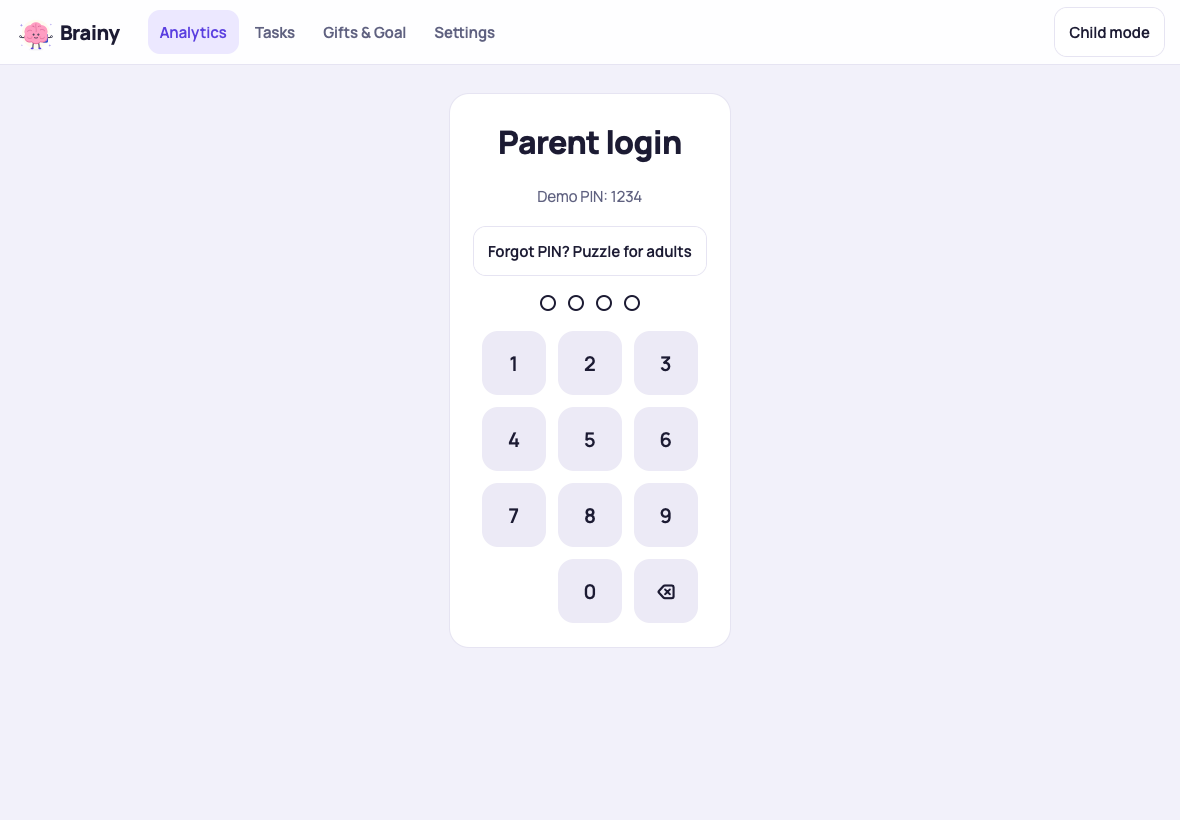 Brainy
Analytics
Tasks
Gifts & Goal
Settings
Child mode
Parent login
Demo PIN: 1234
Forgot PIN? Puzzle for adults
1 2 3
4 5 6
7 8 9
0